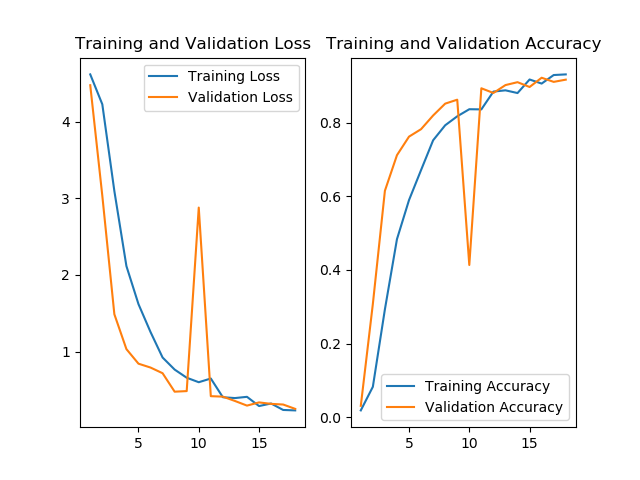 Training and Validation Loss
Training Loss
Validation Loss
4
3
2
1
5
10
15
Training and Validation Accuracy
0.8
0.6
0.4
0.2
0.0
Training Accuracy
Validation Accuracy
5
10
15